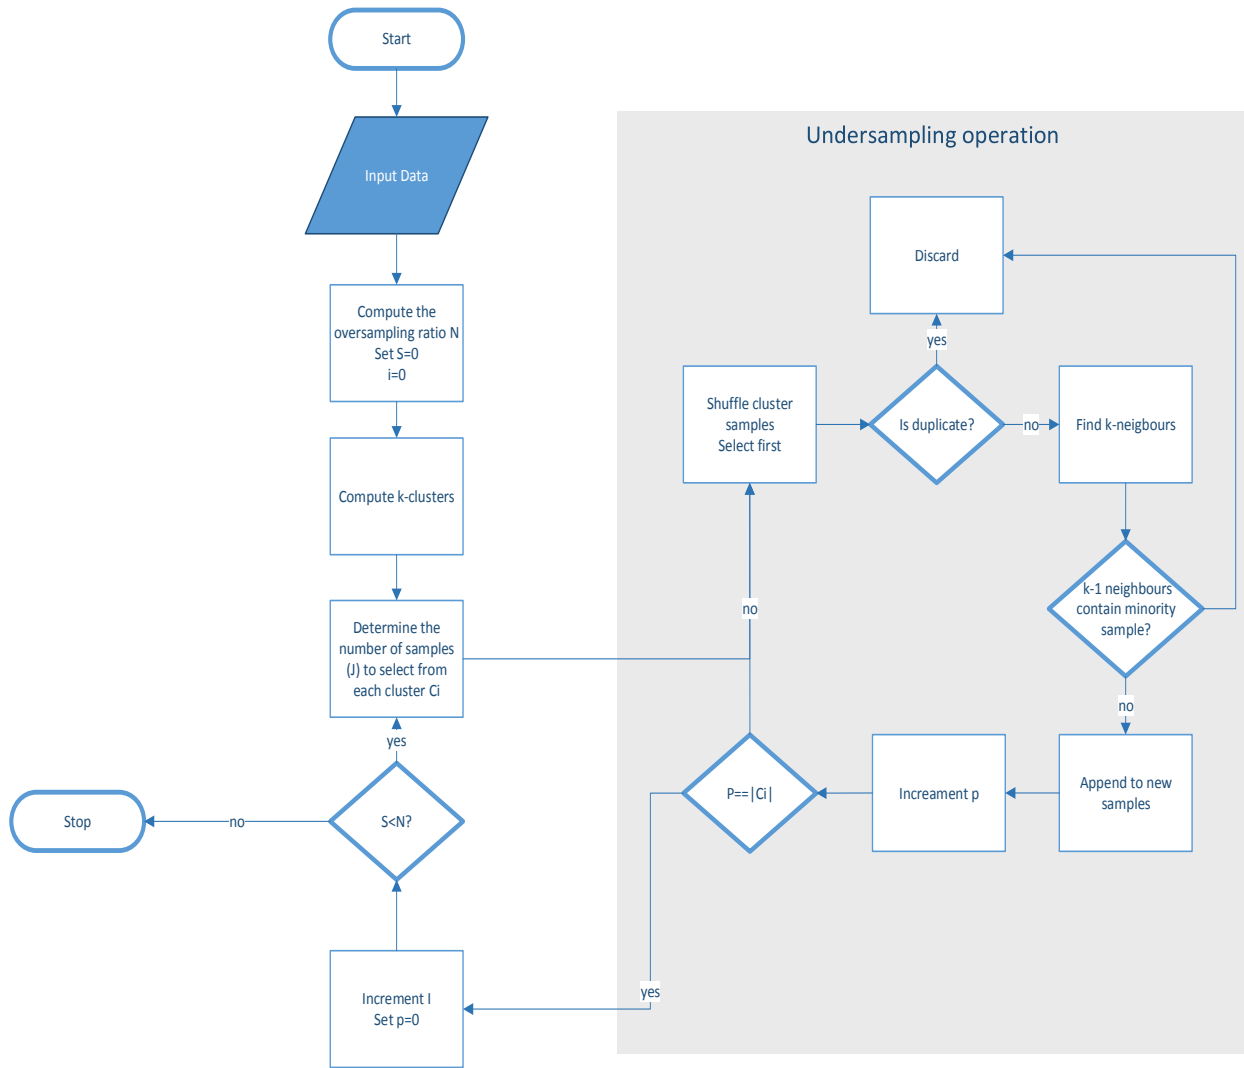 Start
Input Data
Compute the
oversampling ratio N
Set S=0
i=0
Compute k-clusters
Determine the
number of samples
(J) to select from
each cluster Ci
yes
S<N?
no
Stop
Increment I
Set p=0
Undersampling operation
Discard
yes
Shuffle cluster
samples
Select first
Is duplicate?
no
Find k-neigbours
k-1 neighbours
contain minority
sample?
no
no
Append to new
samples
Increament p
P==|Ci|
yes